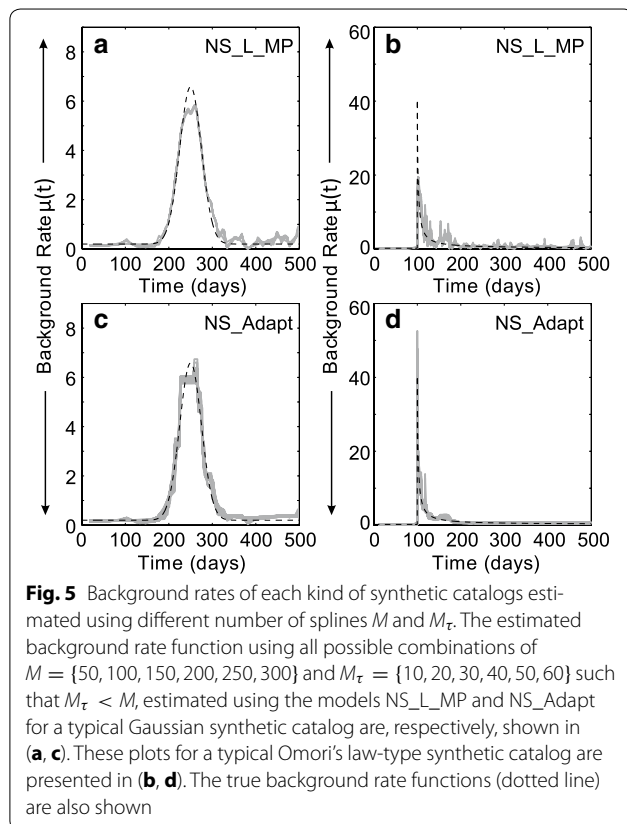 a NS_L_MP
8
6
4
2
0
0 100 200 300 400 500
Time (days)
b NS_L_MP
60
40
20
0
0 100 200 300 400 500
Time (days)
Background Rate μ(t)
Background Rate μ(t)
c NS_Adapt
8
6
4
2
0
0 100 200 300 400 500
Time (days)
d NS_Adapt
60
40
20
0
0 100 200 300 400 500
Time (days)
Fig. 5 Background rates of each kind of synthetic catalogs esti-
mated using different number of splines M and Mτ. The estimated
background rate function using all possible combinations of
M = {50, 100, 150, 200, 250, 300} and Mτ = {10, 20, 30, 40, 50, 60} such
that Mτ < M, estimated using the models NS_L_MP and NS_Adapt
for a typical Gaussian synthetic catalog are, respectively, shown in
(a, c). These plots for a typical Omori’s law-type synthetic catalog are
presented in (b, d). The true background rate functions (dotted line)
are also shown